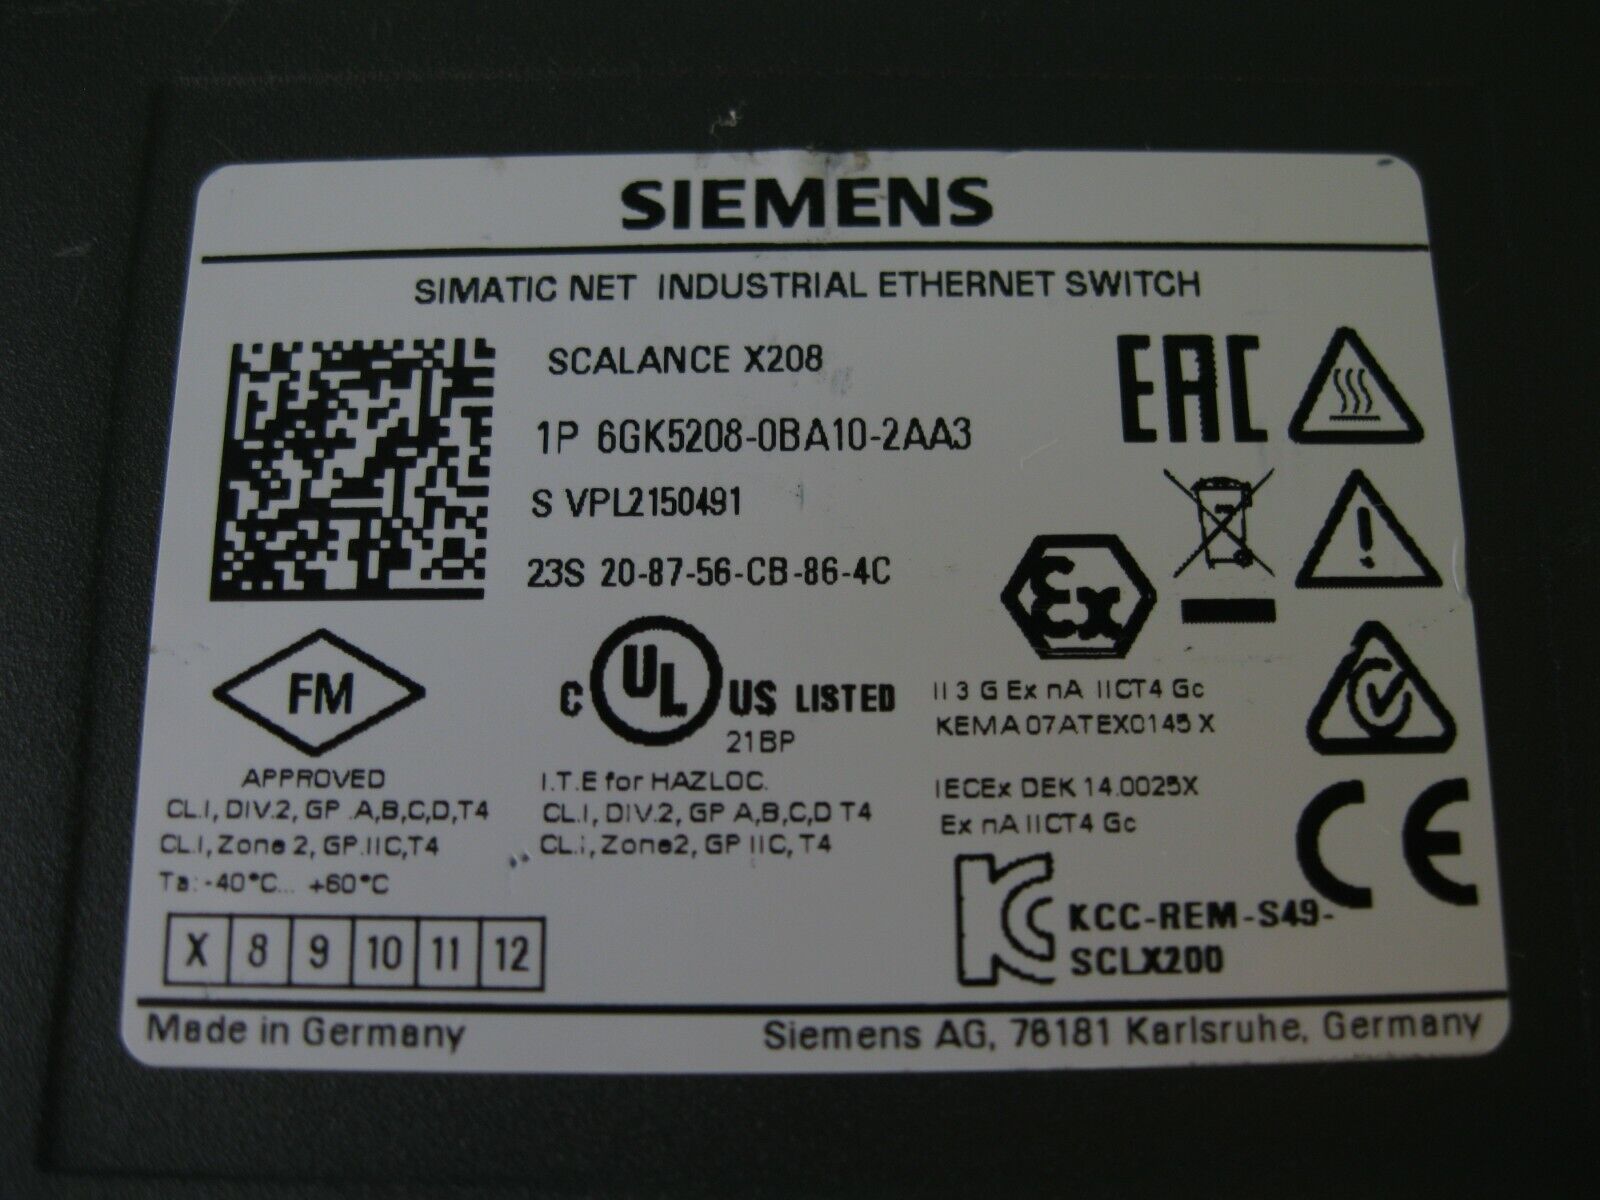 SIEMENS
SIMATIC NET INDUSTRIAL ETHERNET SWITCH
SCALANCE X208
1P 6GK5208-0BA10-2AA3
S VPL2150491
23S 20-87-56-CB-86-4C
EAC
Ex
FM
APPROVED
CL.I, DIV.2, GP .A,B,C,D,T4
CL.I, Zone 2, GP.IIC,T4
Ta: -40°C... +60°C
C UL US LISTED
21BP
I.T.E for HAZLOC.
CL.I, DIV.2, GP A,B,C,D T4
CL.i, Zone2, GP IIC, T4
II 3 G Ex nA IICT4 Gc
KEMA 07ATEX0145 X
IECEx DEK 14.0025X
Ex nA IICT4 Gc
CE
KC KCC-REM-S49-
SCLX200
X 8 9 10 11 12
Made in Germany
Siemens AG, 76181 Karlsruhe, Germany